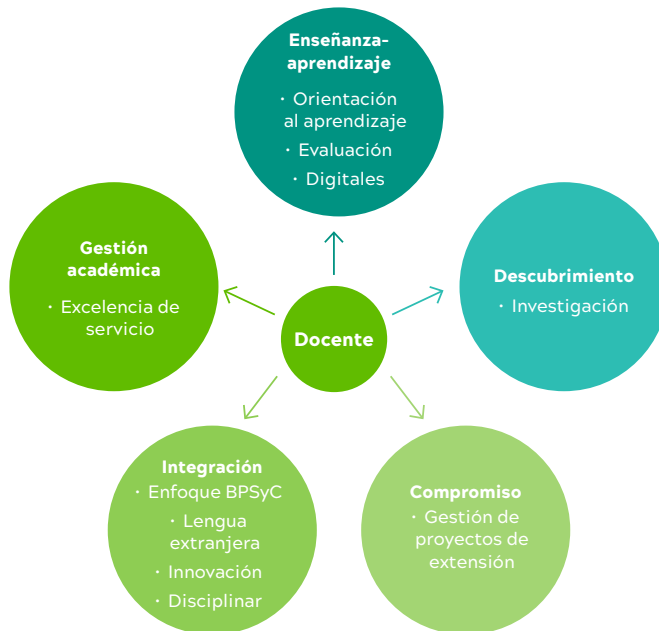 Enseñanza-
aprendizaje
· Orientación
al aprendizaje
· Evaluación
· Digitales
Gestión
académica
· Excelencia de
servicio
Descubrimiento
· Investigación
Docente
Integración
· Enfoque BPSyC
· Lengua
extranjera
· Innovación
· Disciplinar
Compromiso
· Gestión de
proyectos de
extensión